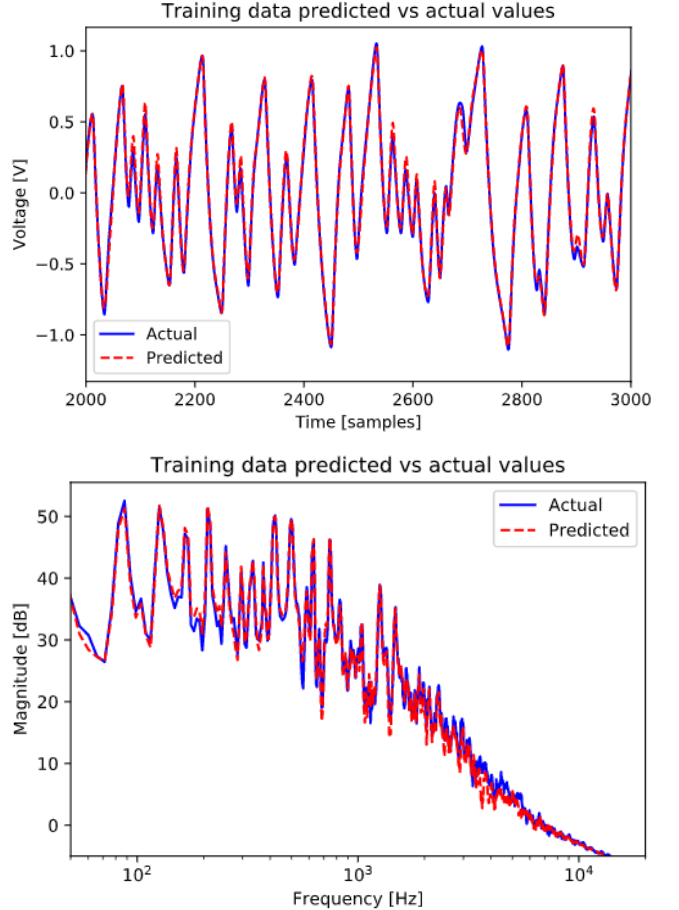 Training data predicted vs actual values
1.0
0.5
0.0
−0.5
−1.0
Voltage [V]
Actual
Predicted
2000 2200 2400 2600 2800 3000
Time [samples]
Training data predicted vs actual values
50
40
30
20
10
0
Magnitude [dB]
Actual
Predicted
10² 10³ 10⁴
Frequency [Hz]